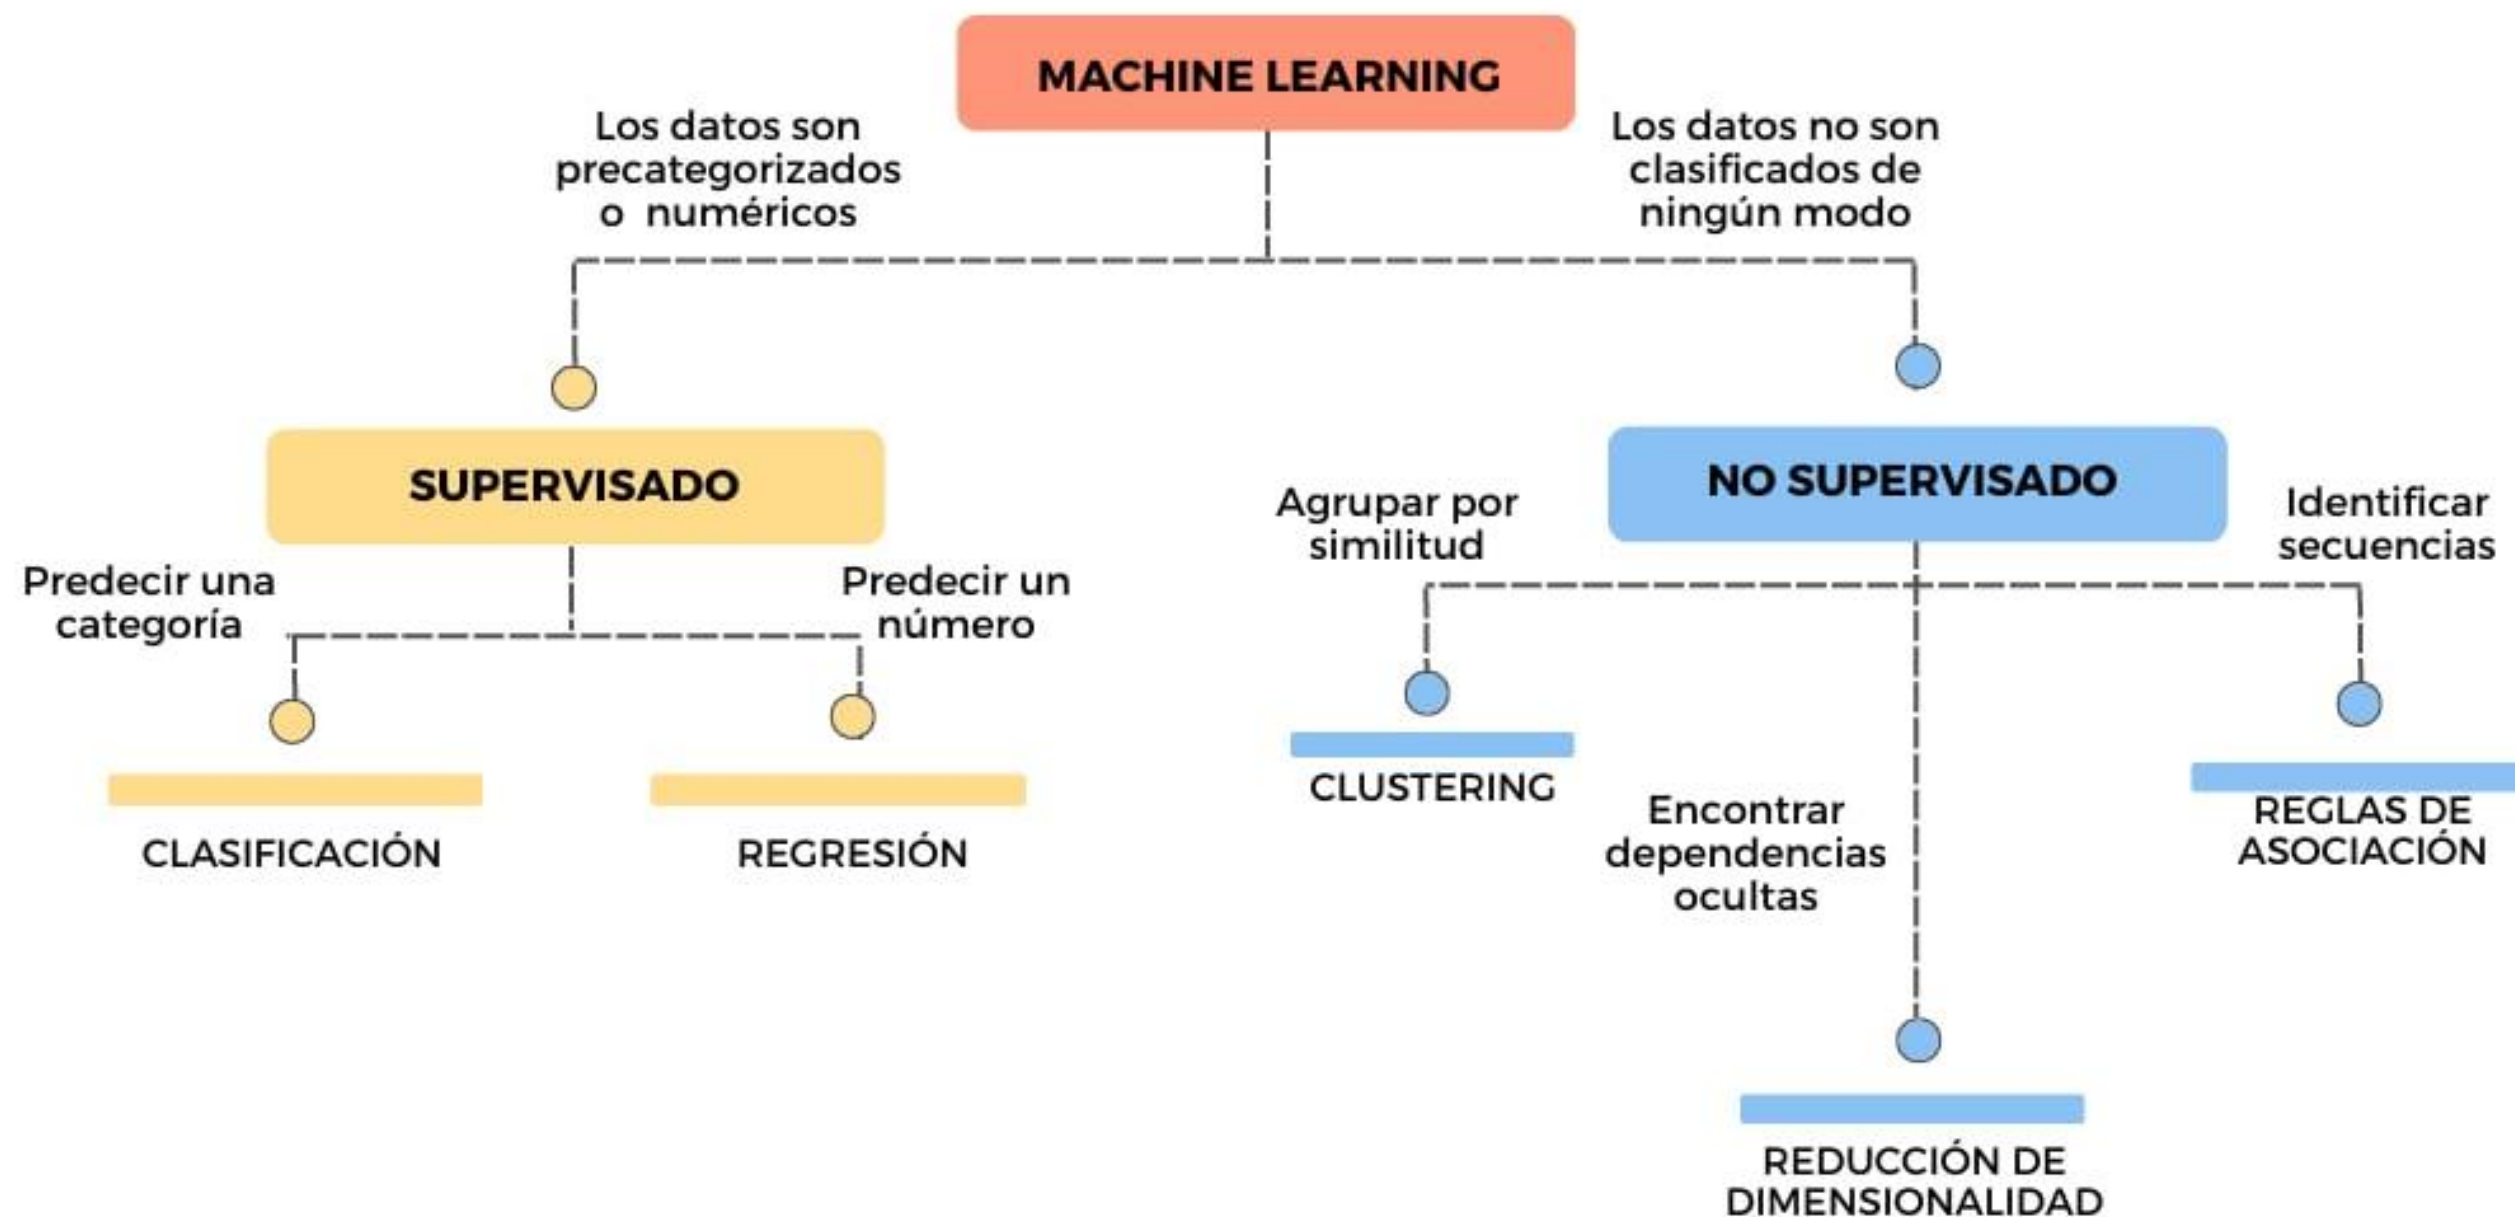 MACHINE LEARNING
Los datos son
precategorizados
o numéricos
Los datos no son
clasificados de
ningún modo
SUPERVISADO
Predecir una
categoría
Predecir un
número
CLASIFICACIÓN
REGRESIÓN
NO SUPERVISADO
Agrupar por
similitud
Identificar
secuencias
CLUSTERING
Encontrar
dependencias
ocultas
REGLAS DE
ASOCIACIÓN
REDUCCIÓN DE
DIMENSIONALIDAD